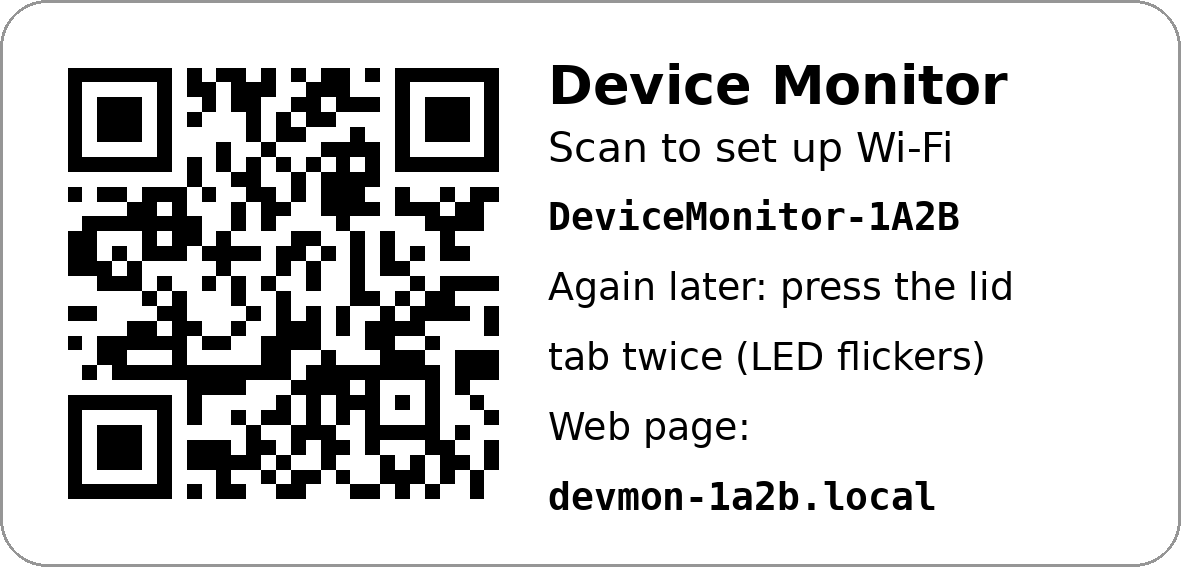 Device Monitor
Scan to set up Wi-Fi
DeviceMonitor-1A2B
Again later: press the lid
tab twice (LED flickers)
Web page:
devmon-1a2b.local